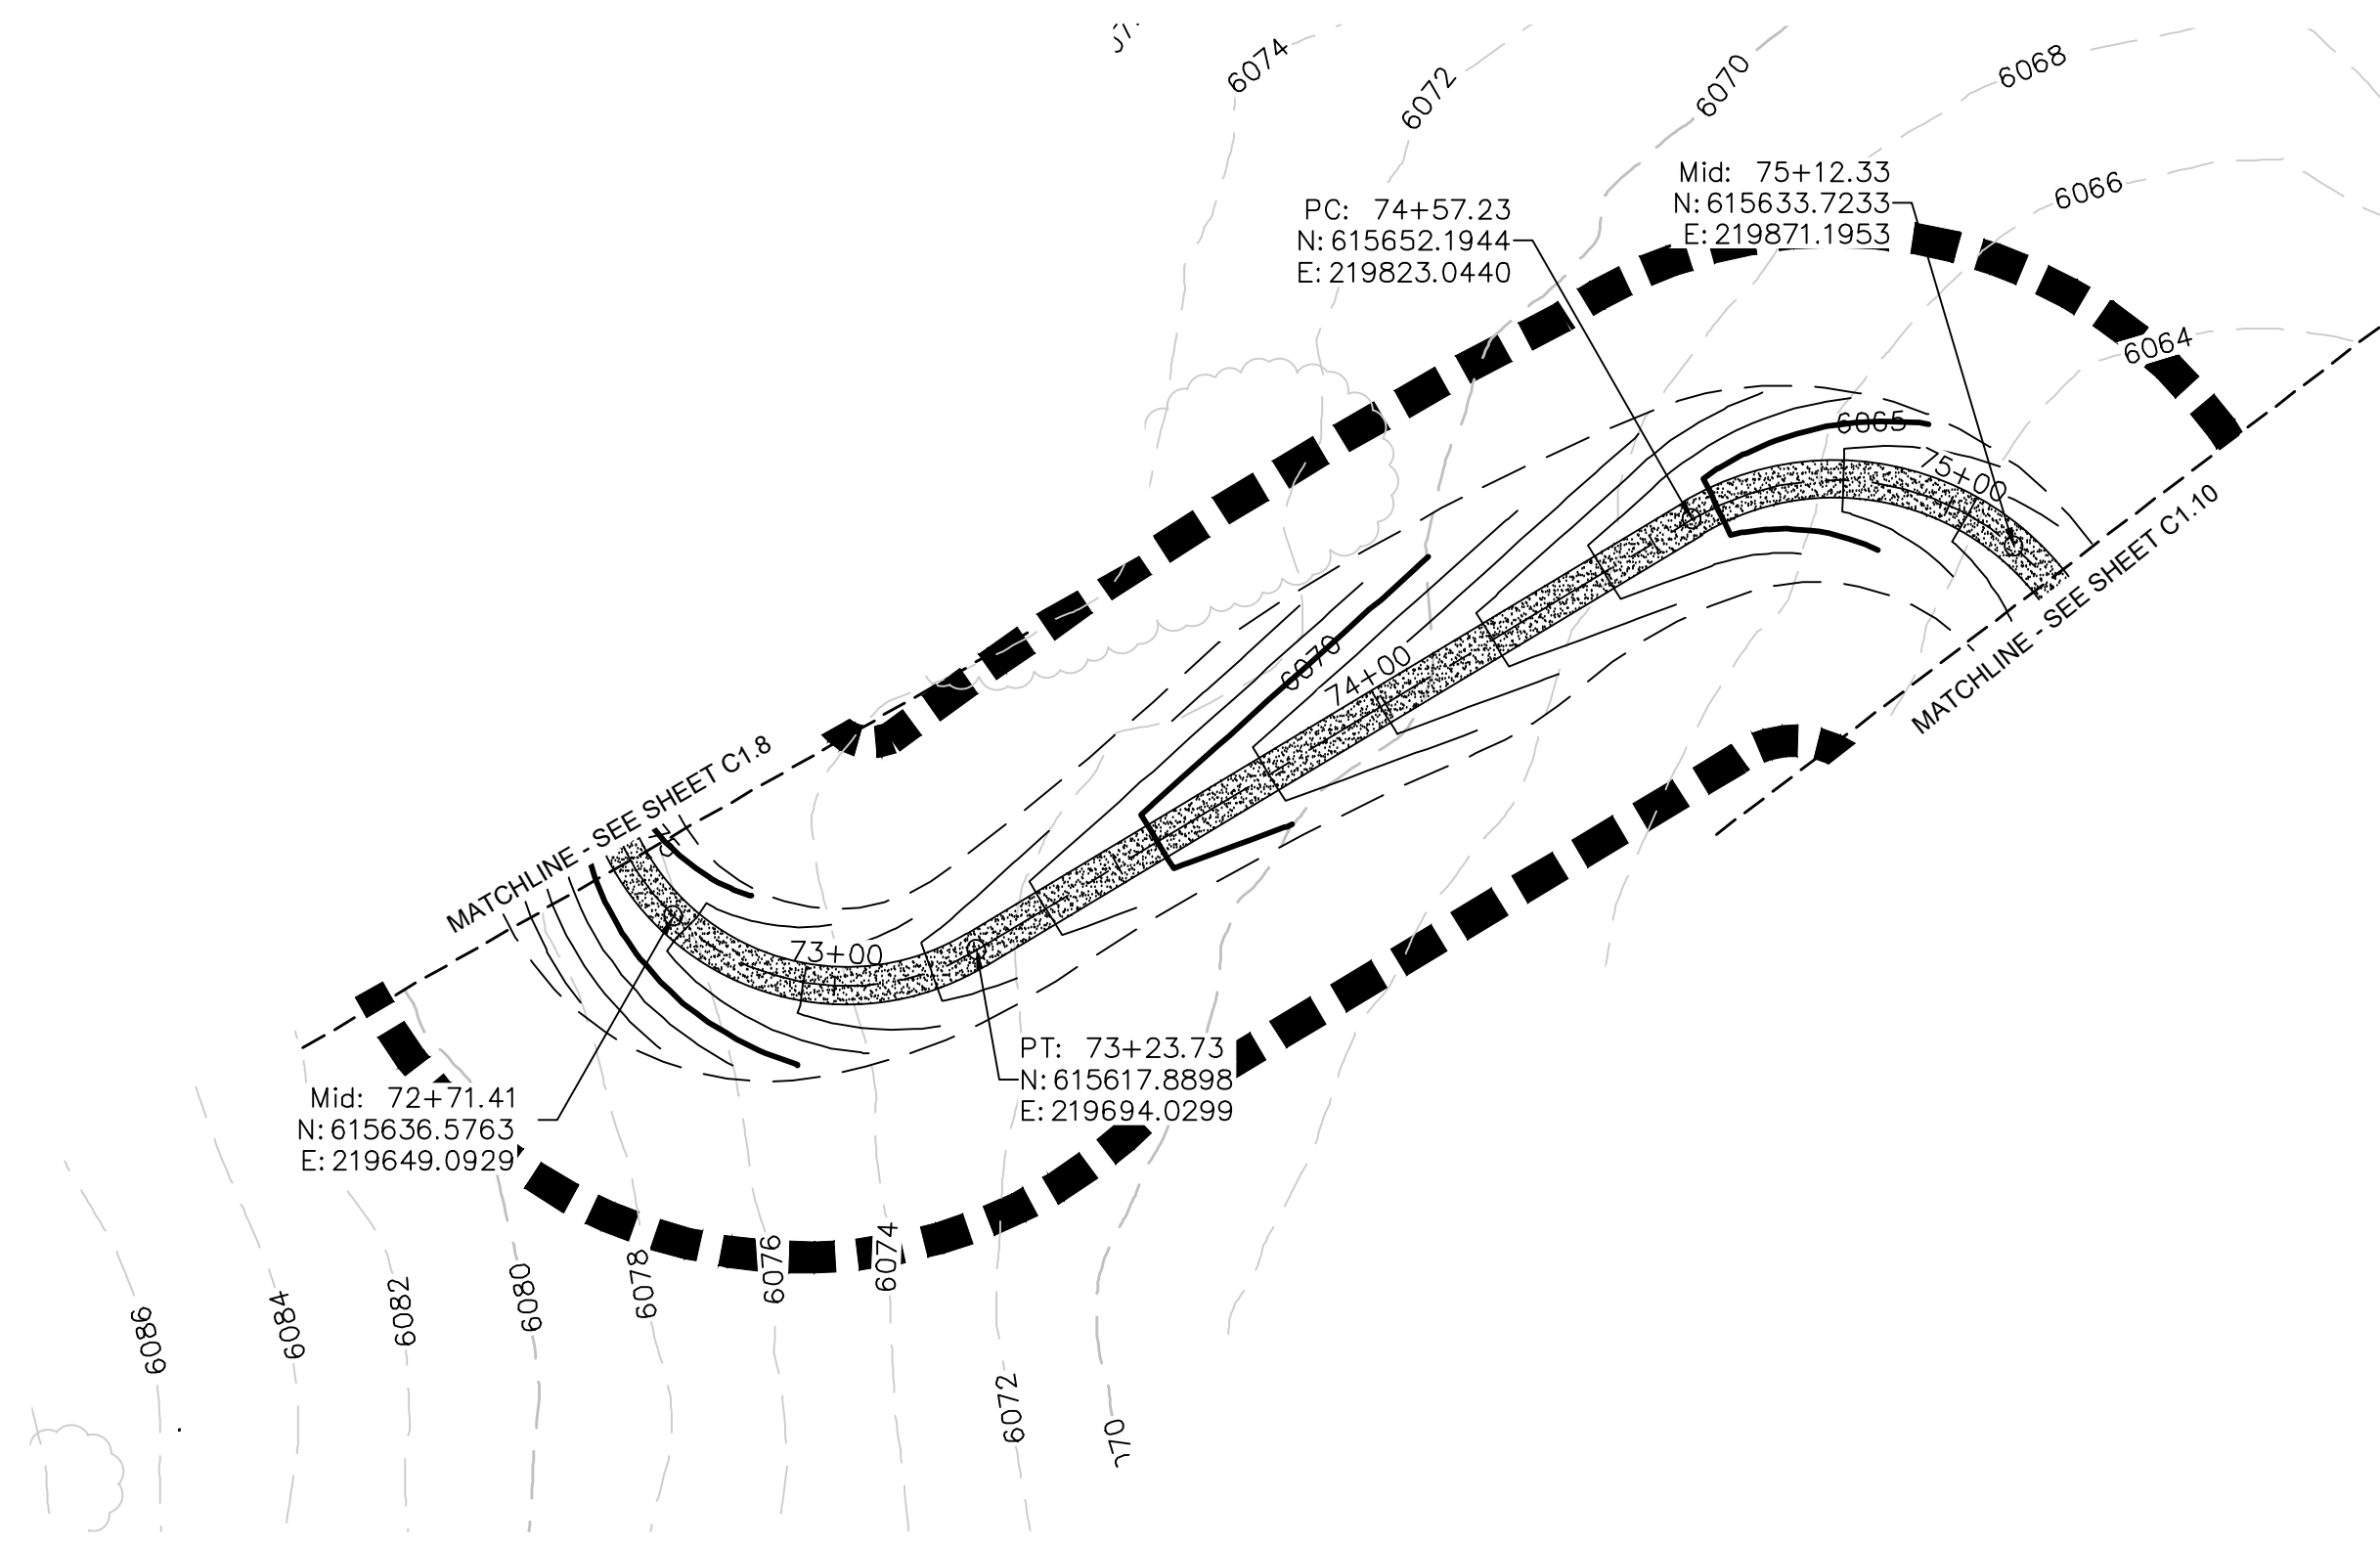 6074
6072
6070
6068
6066
6064
Mid: 75+12.33
N: 615633.7233
E: 219871.1953
PC: 74+57.23
N: 615652.1944
E: 219823.0440
6065
75+00
MATCHLINE - SEE SHEET C1.10
6070
74+00
MATCHLINE - SEE SHEET C1.8
73+00
PT: 73+23.73
N: 615617.8898
E: 219694.0299
Mid: 72+71.41
N: 615636.5763
E: 219649.0929
6086
6084
6082
6080
6078
6076
6074
6072